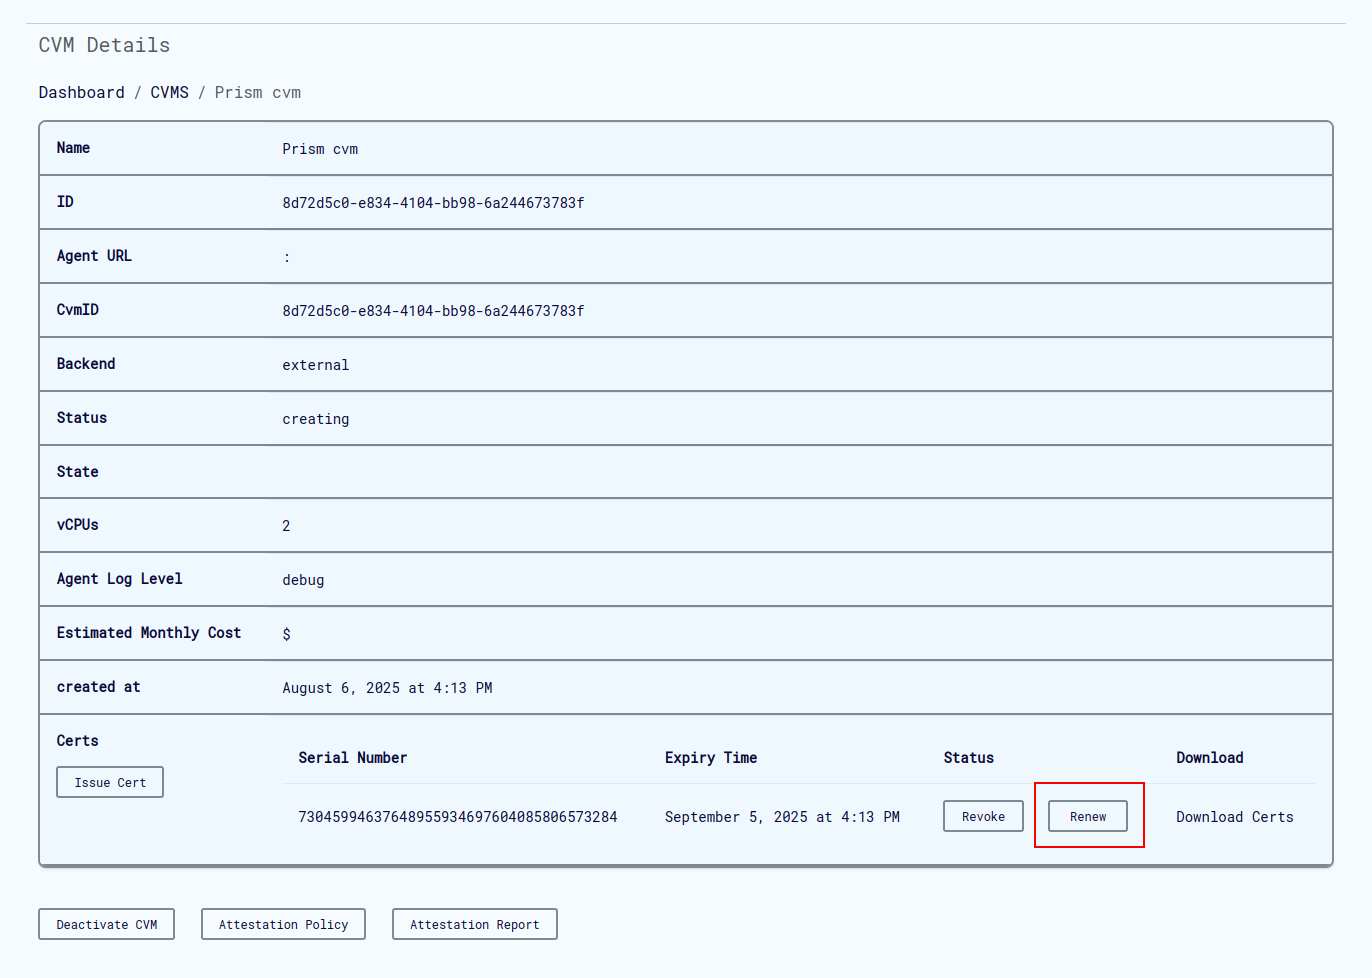 CVM Details
Dashboard / CVMS / Prism cvm
Name Prism cvm
ID 8d72d5c0-e834-4104-bb98-6a244673783f
Agent URL :
CvmID 8d72d5c0-e834-4104-bb98-6a244673783f
Backend external
Status creating
State
vCPUs 2
Agent Log Level debug
Estimated Monthly Cost $
created at August 6, 2025 at 4:13 PM
Certs
Issue Cert
Serial Number Expiry Time Status Download
730459946376489559346976040858065​73284 September 5, 2025 at 4:13 PM Revoke Renew Download Certs
Deactivate CVM Attestation Policy Attestation Report